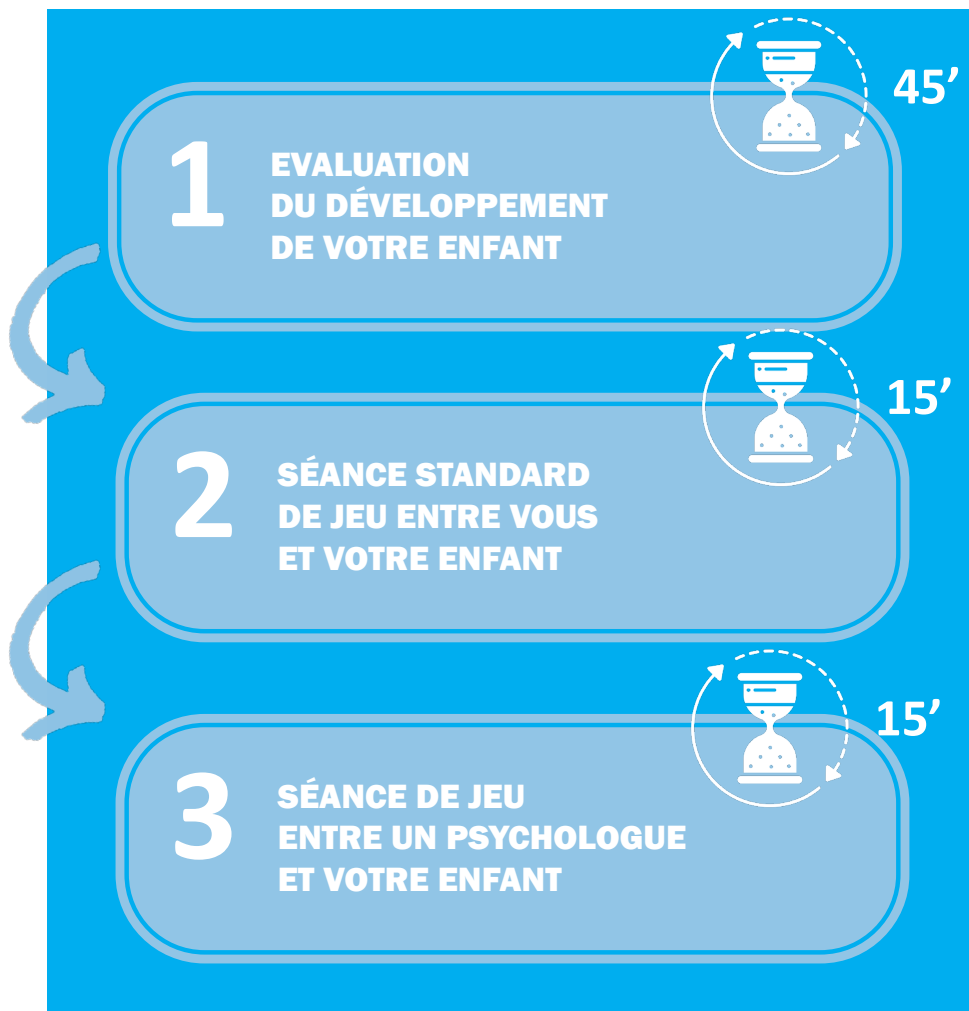 45’
1
EVALUATION
DU DÉVELOPPEMENT
DE VOTRE ENFANT
15’
2
SÉANCE STANDARD
DE JEU ENTRE VOUS
ET VOTRE ENFANT
15’
3
SÉANCE DE JEU
ENTRE UN PSYCHOLOGUE
ET VOTRE ENFANT